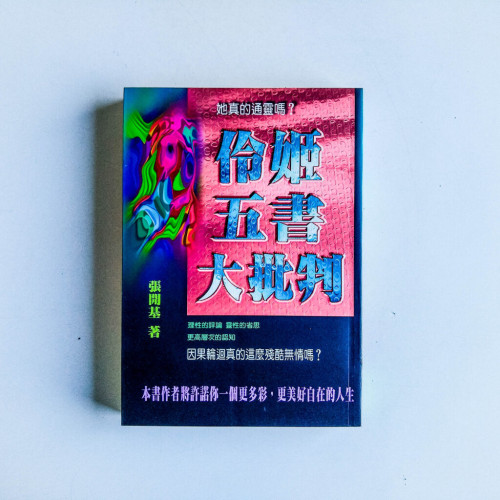 她真的通靈嗎？
伶姬
五書
大批判
張開基 著
理性的評論 靈性的省思
更高層次的認知
因果輪迴真的這麼殘酷無情嗎？
本書作者將許諾你一個更多彩，更美好自在的人生